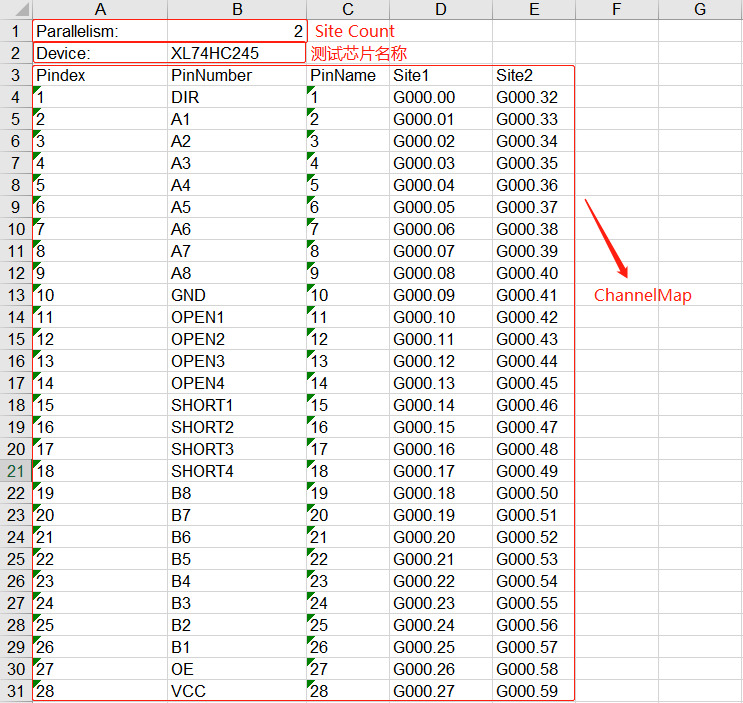 A B C D E F G
1 Parallelism: 2 Site Count
2 Device: XL74HC245 测试芯片名称
3 Pindex PinNumber PinName Site1 Site2
4 1 DIR 1 G000.00 G000.32
5 2 A1 2 G000.01 G000.33
6 3 A2 3 G000.02 G000.34
7 4 A3 4 G000.03 G000.35
8 5 A4 5 G000.04 G000.36
9 6 A5 6 G000.05 G000.37
10 7 A6 7 G000.06 G000.38
11 8 A7 8 G000.07 G000.39
12 9 A8 9 G000.08 G000.40
13 10 GND 10 G000.09 G000.41 ChannelMap
14 11 OPEN1 11 G000.10 G000.42
15 12 OPEN2 12 G000.11 G000.43
16 13 OPEN3 13 G000.12 G000.44
17 14 OPEN4 14 G000.13 G000.45
18 15 SHORT1 15 G000.14 G000.46
19 16 SHORT2 16 G000.15 G000.47
20 17 SHORT3 17 G000.16 G000.48
21 18 SHORT4 18 G000.17 G000.49
22 19 B8 19 G000.18 G000.50
23 20 B7 20 G000.19 G000.51
24 21 B6 21 G000.20 G000.52
25 22 B5 22 G000.21 G000.53
26 23 B4 23 G000.22 G000.54
27 24 B3 24 G000.23 G000.55
28 25 B2 25 G000.24 G000.56
29 26 B1 26 G000.25 G000.57
30 27 OE 27 G000.26 G000.58
31 28 VCC 28 G000.27 G000.59